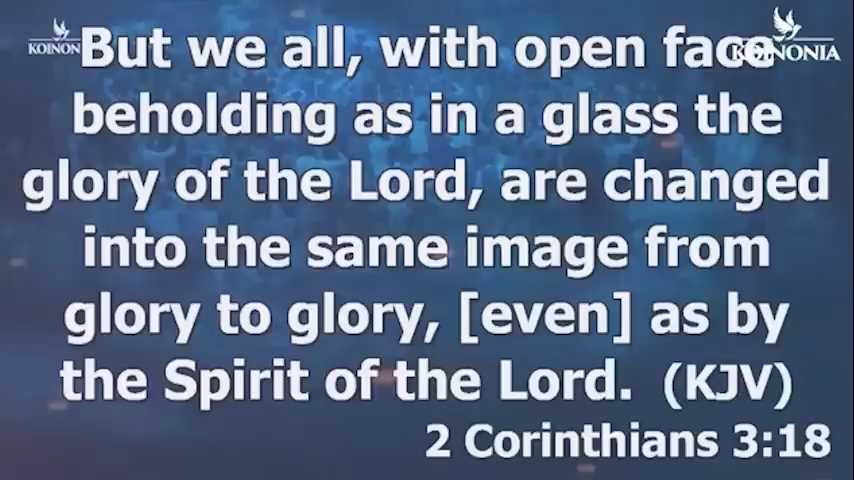 KOINON
KOINONIA
But we all, with open face
beholding as in a glass the
glory of the Lord, are changed
into the same image from
glory to glory, [even] as by
the Spirit of the Lord. (KJV)
2 Corinthians 3:18